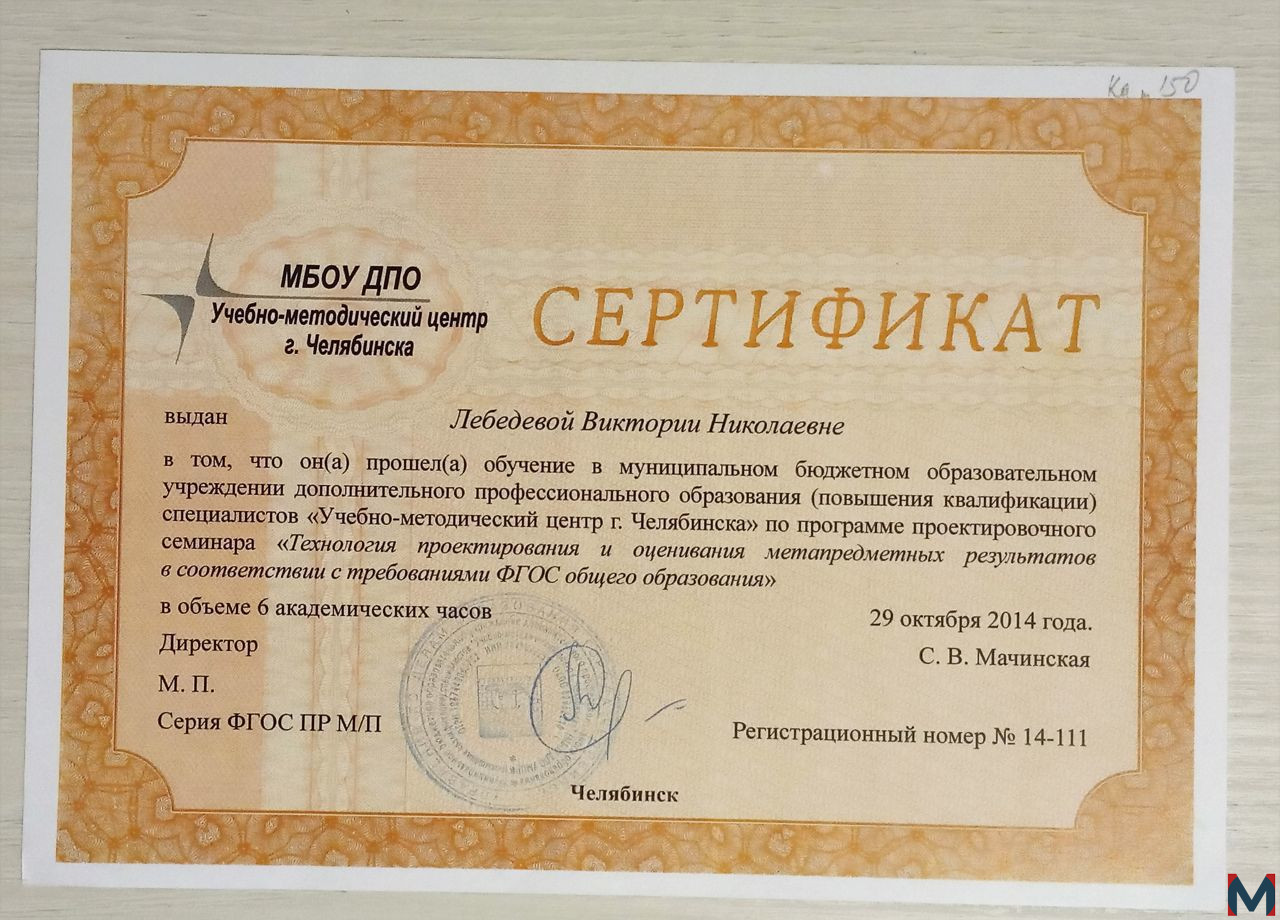 МБОУ ДПО
Учебно-методический центр
г. Челябинска
СЕРТИФИКАТ
выдан Лебедевой Виктории Николаевне
в том, что он(а) прошел(а) обучение в муниципальном бюджетном образовательном
учреждении дополнительного профессионального образования (повышения квалификации)
специалистов «Учебно-методический центр г. Челябинска» по программе проектировочного
семинара «Технология проектирования и оценивания метапредметных результатов
в соответствии с требованиями ФГОС общего образования»
в объеме 6 академических часов
29 октября 2014 года.
Директор
С. В. Мачинская
М. П.
Серия ФГОС ПР М/П
Регистрационный номер № 14-111
Челябинск
150
M